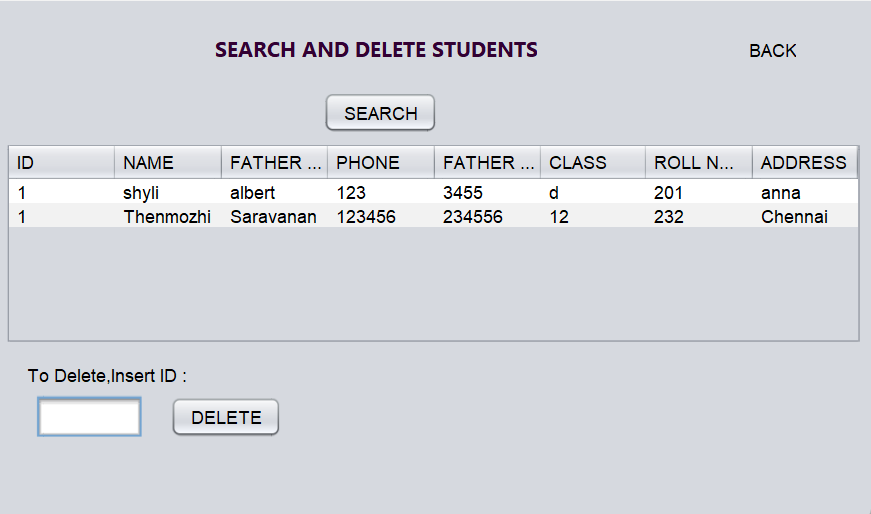 SEARCH AND DELETE STUDENTS BACK
SEARCH
ID NAME FATHER ... PHONE FATHER ... CLASS ROLL N... ADDRESS
1 shyli albert 123 3455 d 201 anna
1 Thenmozhi Saravanan 123456 234556 12 232 Chennai
To Delete,Insert ID :
DELETE